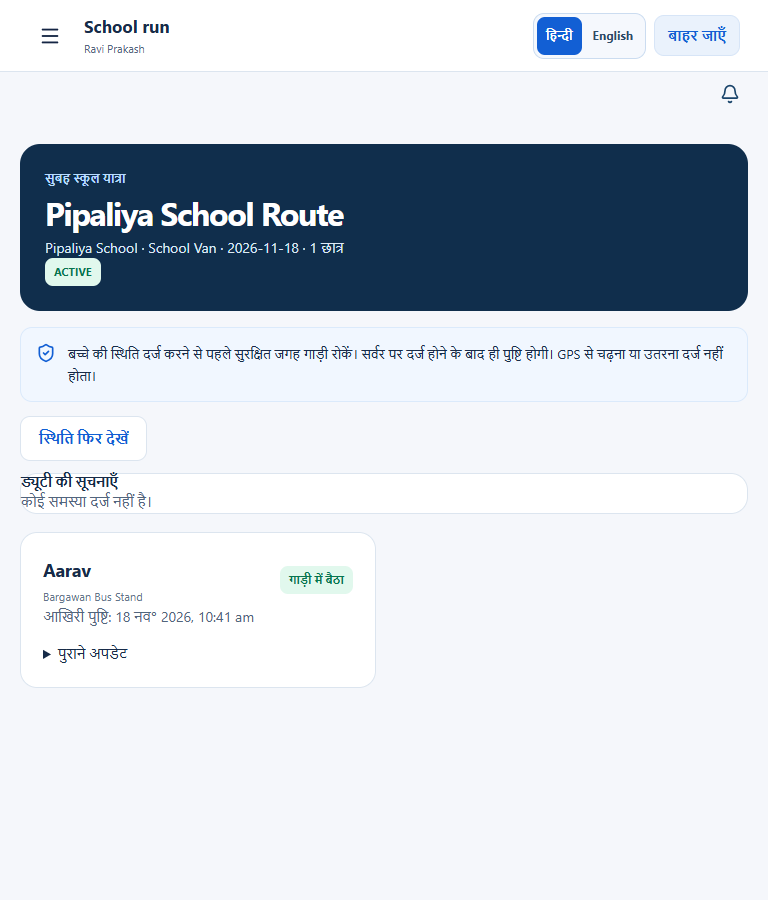 School run
Ravi Prakash
हिन्दी
English
बाहर जाएँ
सुबह स्कूल यात्रा
Pipaliya School Route
Pipaliya School · School Van · 2026-11-18 · 1 छात्र
ACTIVE
बच्चे की स्थिति दर्ज करने से पहले सुरक्षित जगह गाड़ी रोकें। सर्वर पर दर्ज होने के बाद ही पुष्टि होगी। GPS से चढ़ना या उतरना दर्ज नहीं
होता।
स्थिति फिर देखें
ड्यूटी की सूचनाएँ
कोई समस्या दर्ज नहीं है।
Aarav
गाड़ी में बैठा
Bargawan Bus Stand
आखिरी पुष्टि: 18 नव॰ 2026, 10:41 am
पुराने अपडेट